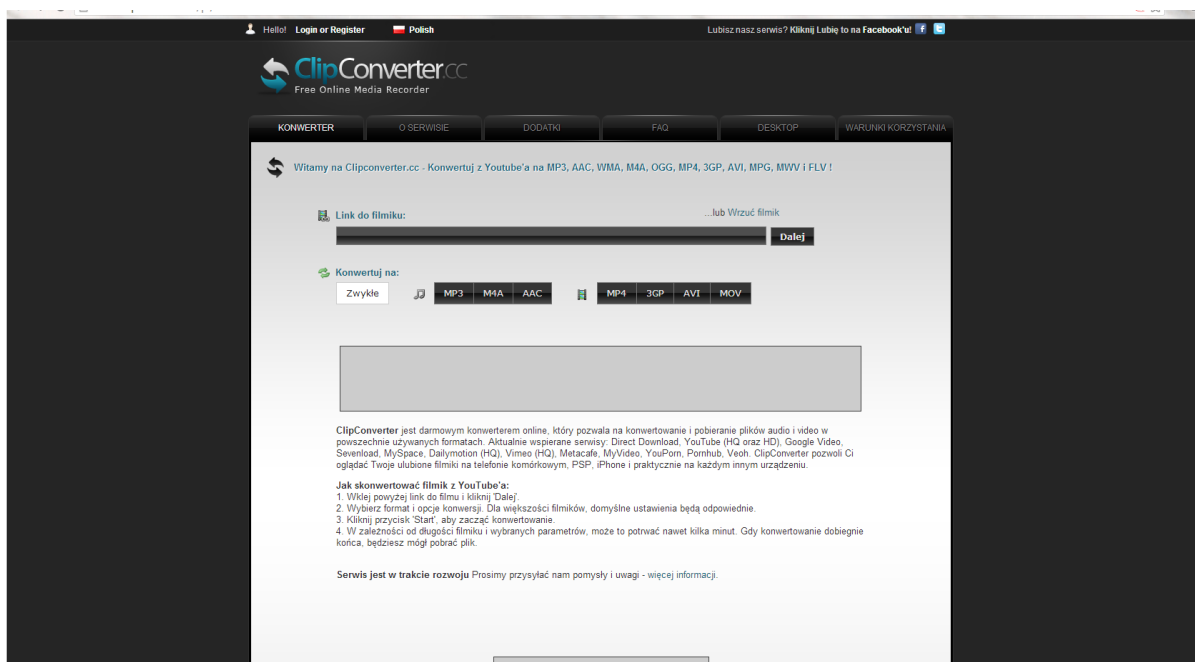 Hello! Login or Register Polish Lubisz nasz serwis? Kliknij Lubię to na Facebook'u!
ClipConverter.cc
Free Online Media Recorder
KONWERTER O SERWISIE DODATKI FAQ DESKTOP WARUNKI KORZYSTANIA
Witamy na Clipconverter.cc - Konwertuj z Youtube'a na MP3, AAC, WMA, M4A, OGG, MP4, 3GP, AVI, MPG, MWV i FLV !
...lub Wrzuć filmik
Link do filmiku:
Dalej
Konwertuj na:
Zwykłe MP3 M4A AAC MP4 3GP AVI MOV
ClipConverter jest darmowym konwerterem online, który pozwala na konwertowanie i pobieranie plików audio i video w
powszechnie używanych formatach. Aktualnie wspierane serwisy: Direct Download, YouTube (HQ oraz HD), Google Video,
Sevenload, MySpace, Dailymotion (HQ), Vimeo (HQ), Metacafe, MyVideo, YouPorn, Pornhub, Veoh. ClipConverter pozwoli Ci
oglądać Twoje ulubione filmiki na telefonie komórkowym, PSP, iPhone i praktycznie na każdym innym urządzeniu.
Jak skonwertować filmik z YouTube'a:
1. Wklej powyżej link do filmu i kliknij 'Dalej'.
2. Wybierz format i opcje konwersji. Dla większości filmików, domyślne ustawienia będą odpowiednie.
3. Kliknij przycisk 'Start', aby zacząć konwertowanie.
4. W zależności od długości filmiku i wybranych parametrów, może to potrwać nawet kilka minut. Gdy konwertowanie dobiegnie
końca, będziesz mógł pobrać plik.
Serwis jest w trakcie rozwoju Prosimy przysyłać nam pomysły i uwagi - więcej informacji.